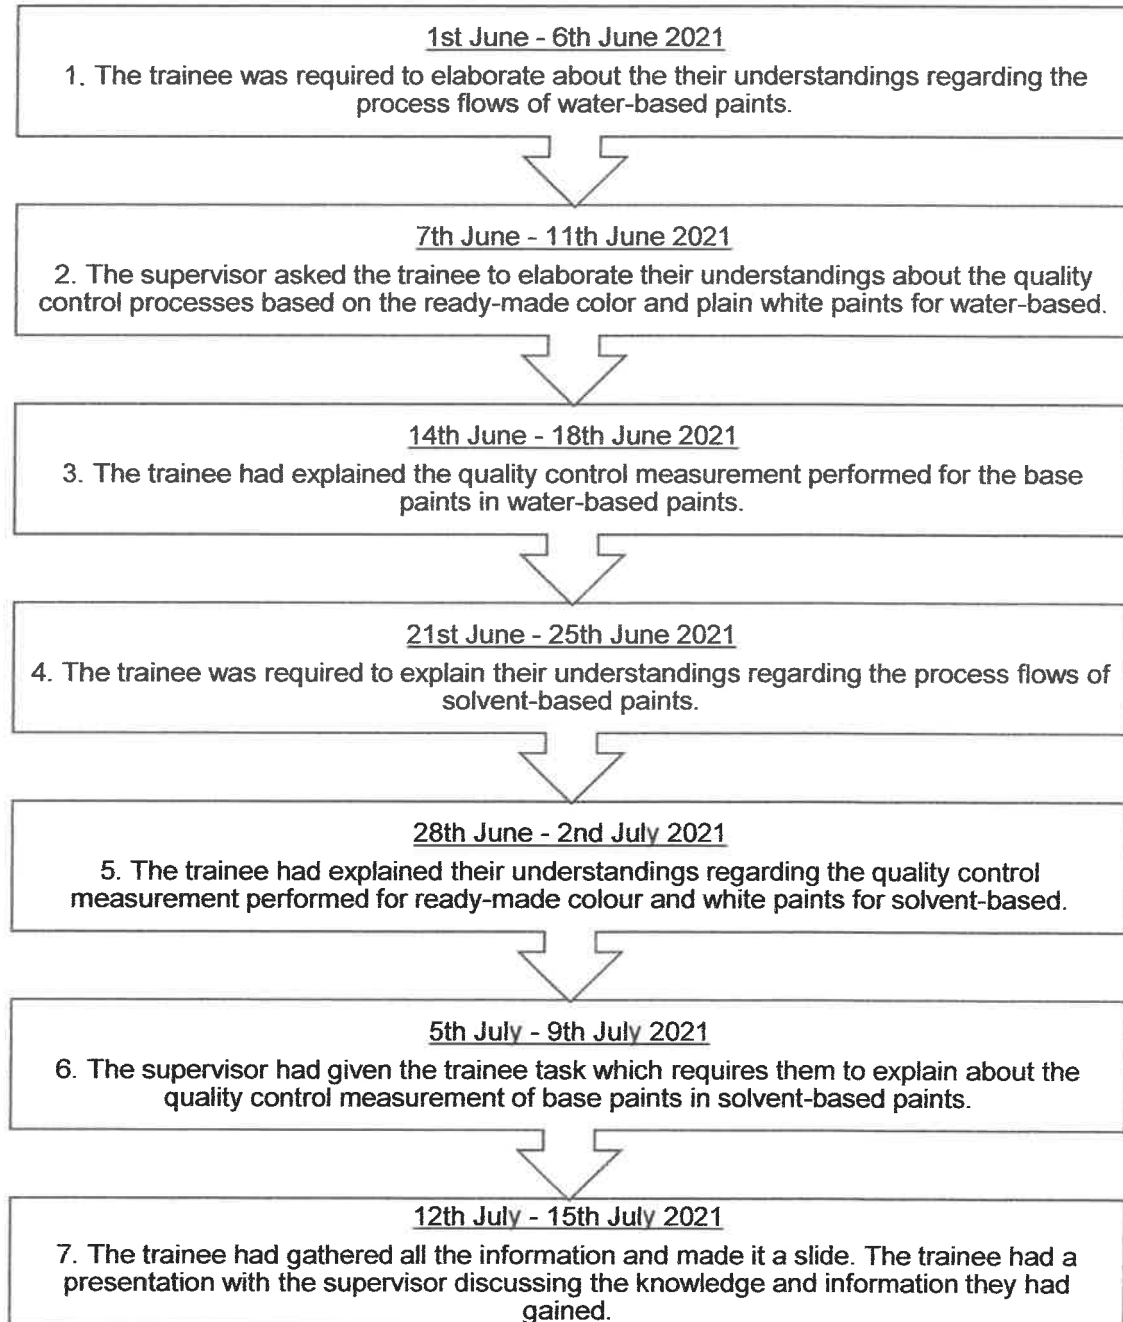 1st June - 6th June 2021
1. The trainee was required to elaborate about the their understandings regarding the
process flows of water-based paints.
7th June - 11th June 2021
2. The supervisor asked the trainee to elaborate their understandings about the quality
control processes based on the ready-made color and plain white paints for water-based.
14th June - 18th June 2021
3. The trainee had explained the quality control measurement performed for the base
paints in water-based paints.
21st June - 25th June 2021
4. The trainee was required to explain their understandings regarding the process flows of
solvent-based paints.
28th June - 2nd July 2021
5. The trainee had explained their understandings regarding the quality control
measurement performed for ready-made colour and white paints for solvent-based.
5th July - 9th July 2021
6. The supervisor had given the trainee task which requires them to explain about the
quality control measurement of base paints in solvent-based paints.
12th July - 15th July 2021
7. The trainee had gathered all the information and made it a slide. The trainee had a
presentation with the supervisor discussing the knowledge and information they had
gained.